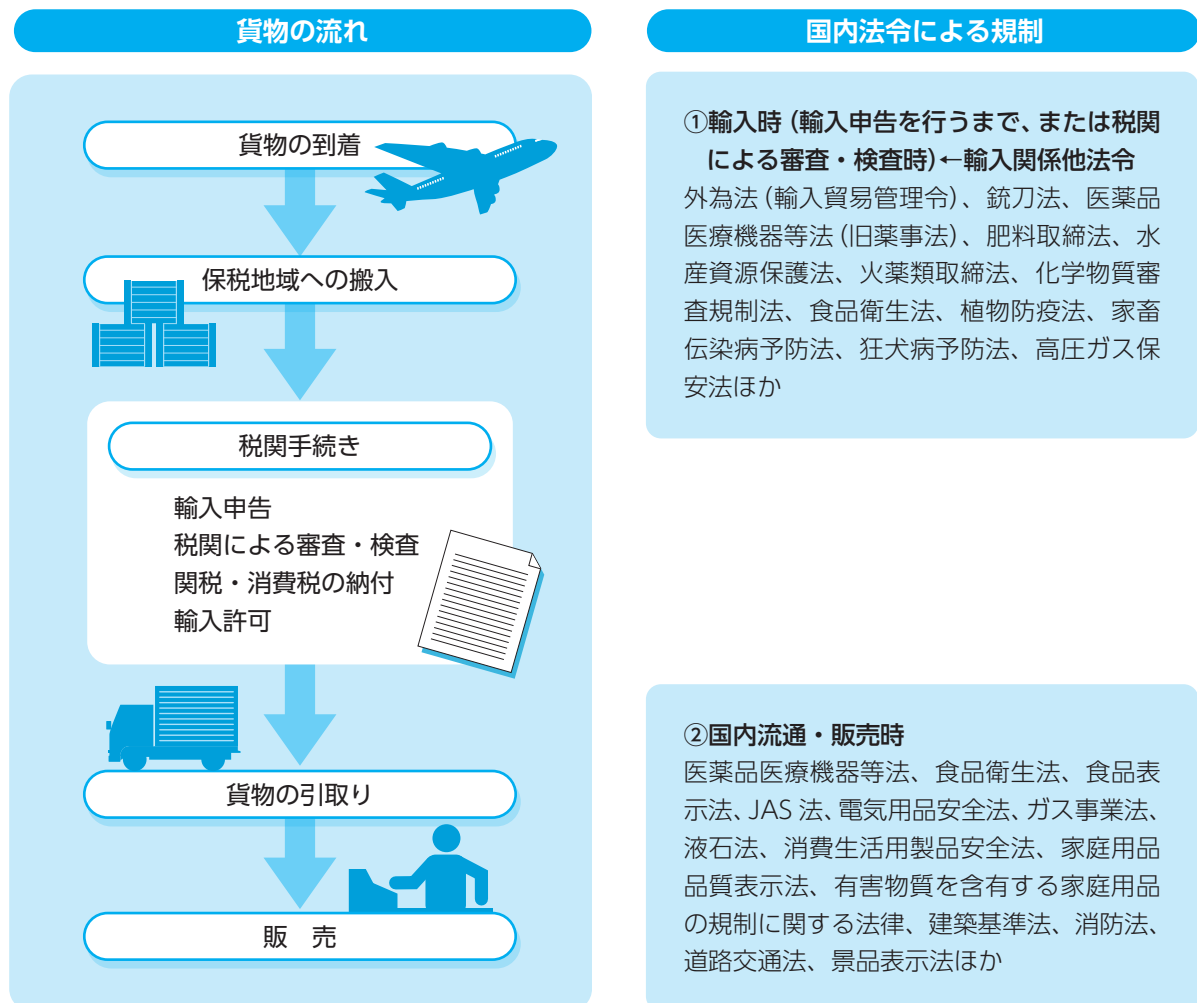 貨物の流れ
貨物の到着
保税地域への搬入
税関手続き
輸入申告
税関による審査・検査
関税・消費税の納付
輸入許可
貨物の引取り
販　売
国内法令による規制
①輸入時（輸入申告を行うまで、または税関
による審査・検査時）←輸入関係他法令
外為法（輸入貿易管理令）、銃刀法、医薬品
医療機器等法（旧薬事法）、肥料取締法、水
産資源保護法、火薬類取締法、化学物質審
査規制法、食品衛生法、植物防疫法、家畜
伝染病予防法、狂犬病予防法、高圧ガス保
安法ほか
②国内流通・販売時
医薬品医療機器等法、食品衛生法、食品表
示法、JAS 法、電気用品安全法、ガス事業法、
液石法、消費生活用製品安全法、家庭用品
品質表示法、有害物質を含有する家庭用品
の規制に関する法律、建築基準法、消防法、
道路交通法、景品表示法ほか